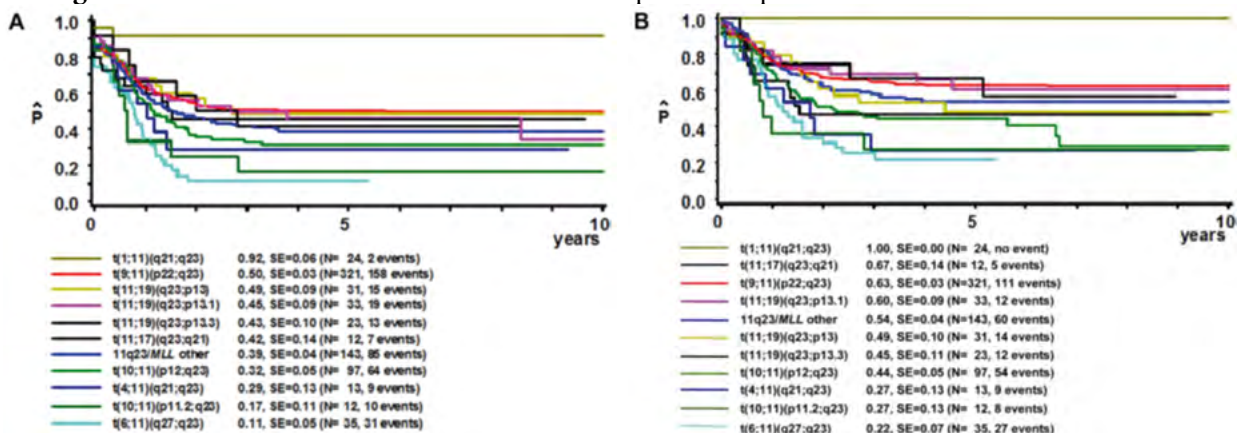 A
1.0
0.8
0.6
P̂
0.4
0.2
0.0
0 5 10
years
t(1;11)(q21;q23) 0.92, SE=0.06 (N= 24, 2 events)
t(9;11)(p22;q23) 0.50, SE=0.03 (N=321, 158 events)
t(11;19)(q23;p13) 0.49, SE=0.09 (N= 31, 15 events)
t(11;19)(q23;p13.1) 0.45, SE=0.09 (N= 33, 19 events)
t(11;19)(q23;p13.3) 0.43, SE=0.10 (N= 23, 13 events)
t(11;17)(q23;q21) 0.42, SE=0.14 (N= 12, 7 events)
11q23/MLL other 0.39, SE=0.04 (N=143, 85 events)
t(10;11)(p12;q23) 0.32, SE=0.05 (N= 97, 64 events)
t(4;11)(q21;q23) 0.29, SE=0.13 (N= 13, 9 events)
t(10;11)(p11.2;q23) 0.17, SE=0.11 (N= 12, 10 events)
t(6;11)(q27;q23) 0.11, SE=0.05 (N= 35, 31 events)
B
1.0
0.8
0.6
P̂
0.4
0.2
0.0
0 5 10
years
t(1;11)(q21;q23) 1.00, SE=0.00 (N= 24, no event)
t(11;17)(q23;q21) 0.67, SE=0.14 (N= 12, 5 events)
t(9;11)(p22;q23) 0.63, SE=0.03 (N=321, 111 events)
t(11;19)(q23;p13.1) 0.60, SE=0.09 (N= 33, 12 events)
11q23/MLL other 0.54, SE=0.04 (N=143, 60 events)
t(11;19)(q23;p13) 0.49, SE=0.10 (N= 31, 14 events)
t(11;19)(q23;p13.3) 0.45, SE=0.11 (N= 23, 12 events)
t(10;11)(p12;q23) 0.44, SE=0.05 (N= 97, 54 events)
t(4;11)(q21;q23) 0.27, SE=0.13 (N= 13, 9 events)
t(10;11)(p11.2;q23) 0.27, SE=0.13 (N= 12, 8 events)
t(6;11)(q27;q23) 0.22, SE=0.07 (N= 35, 27 events)